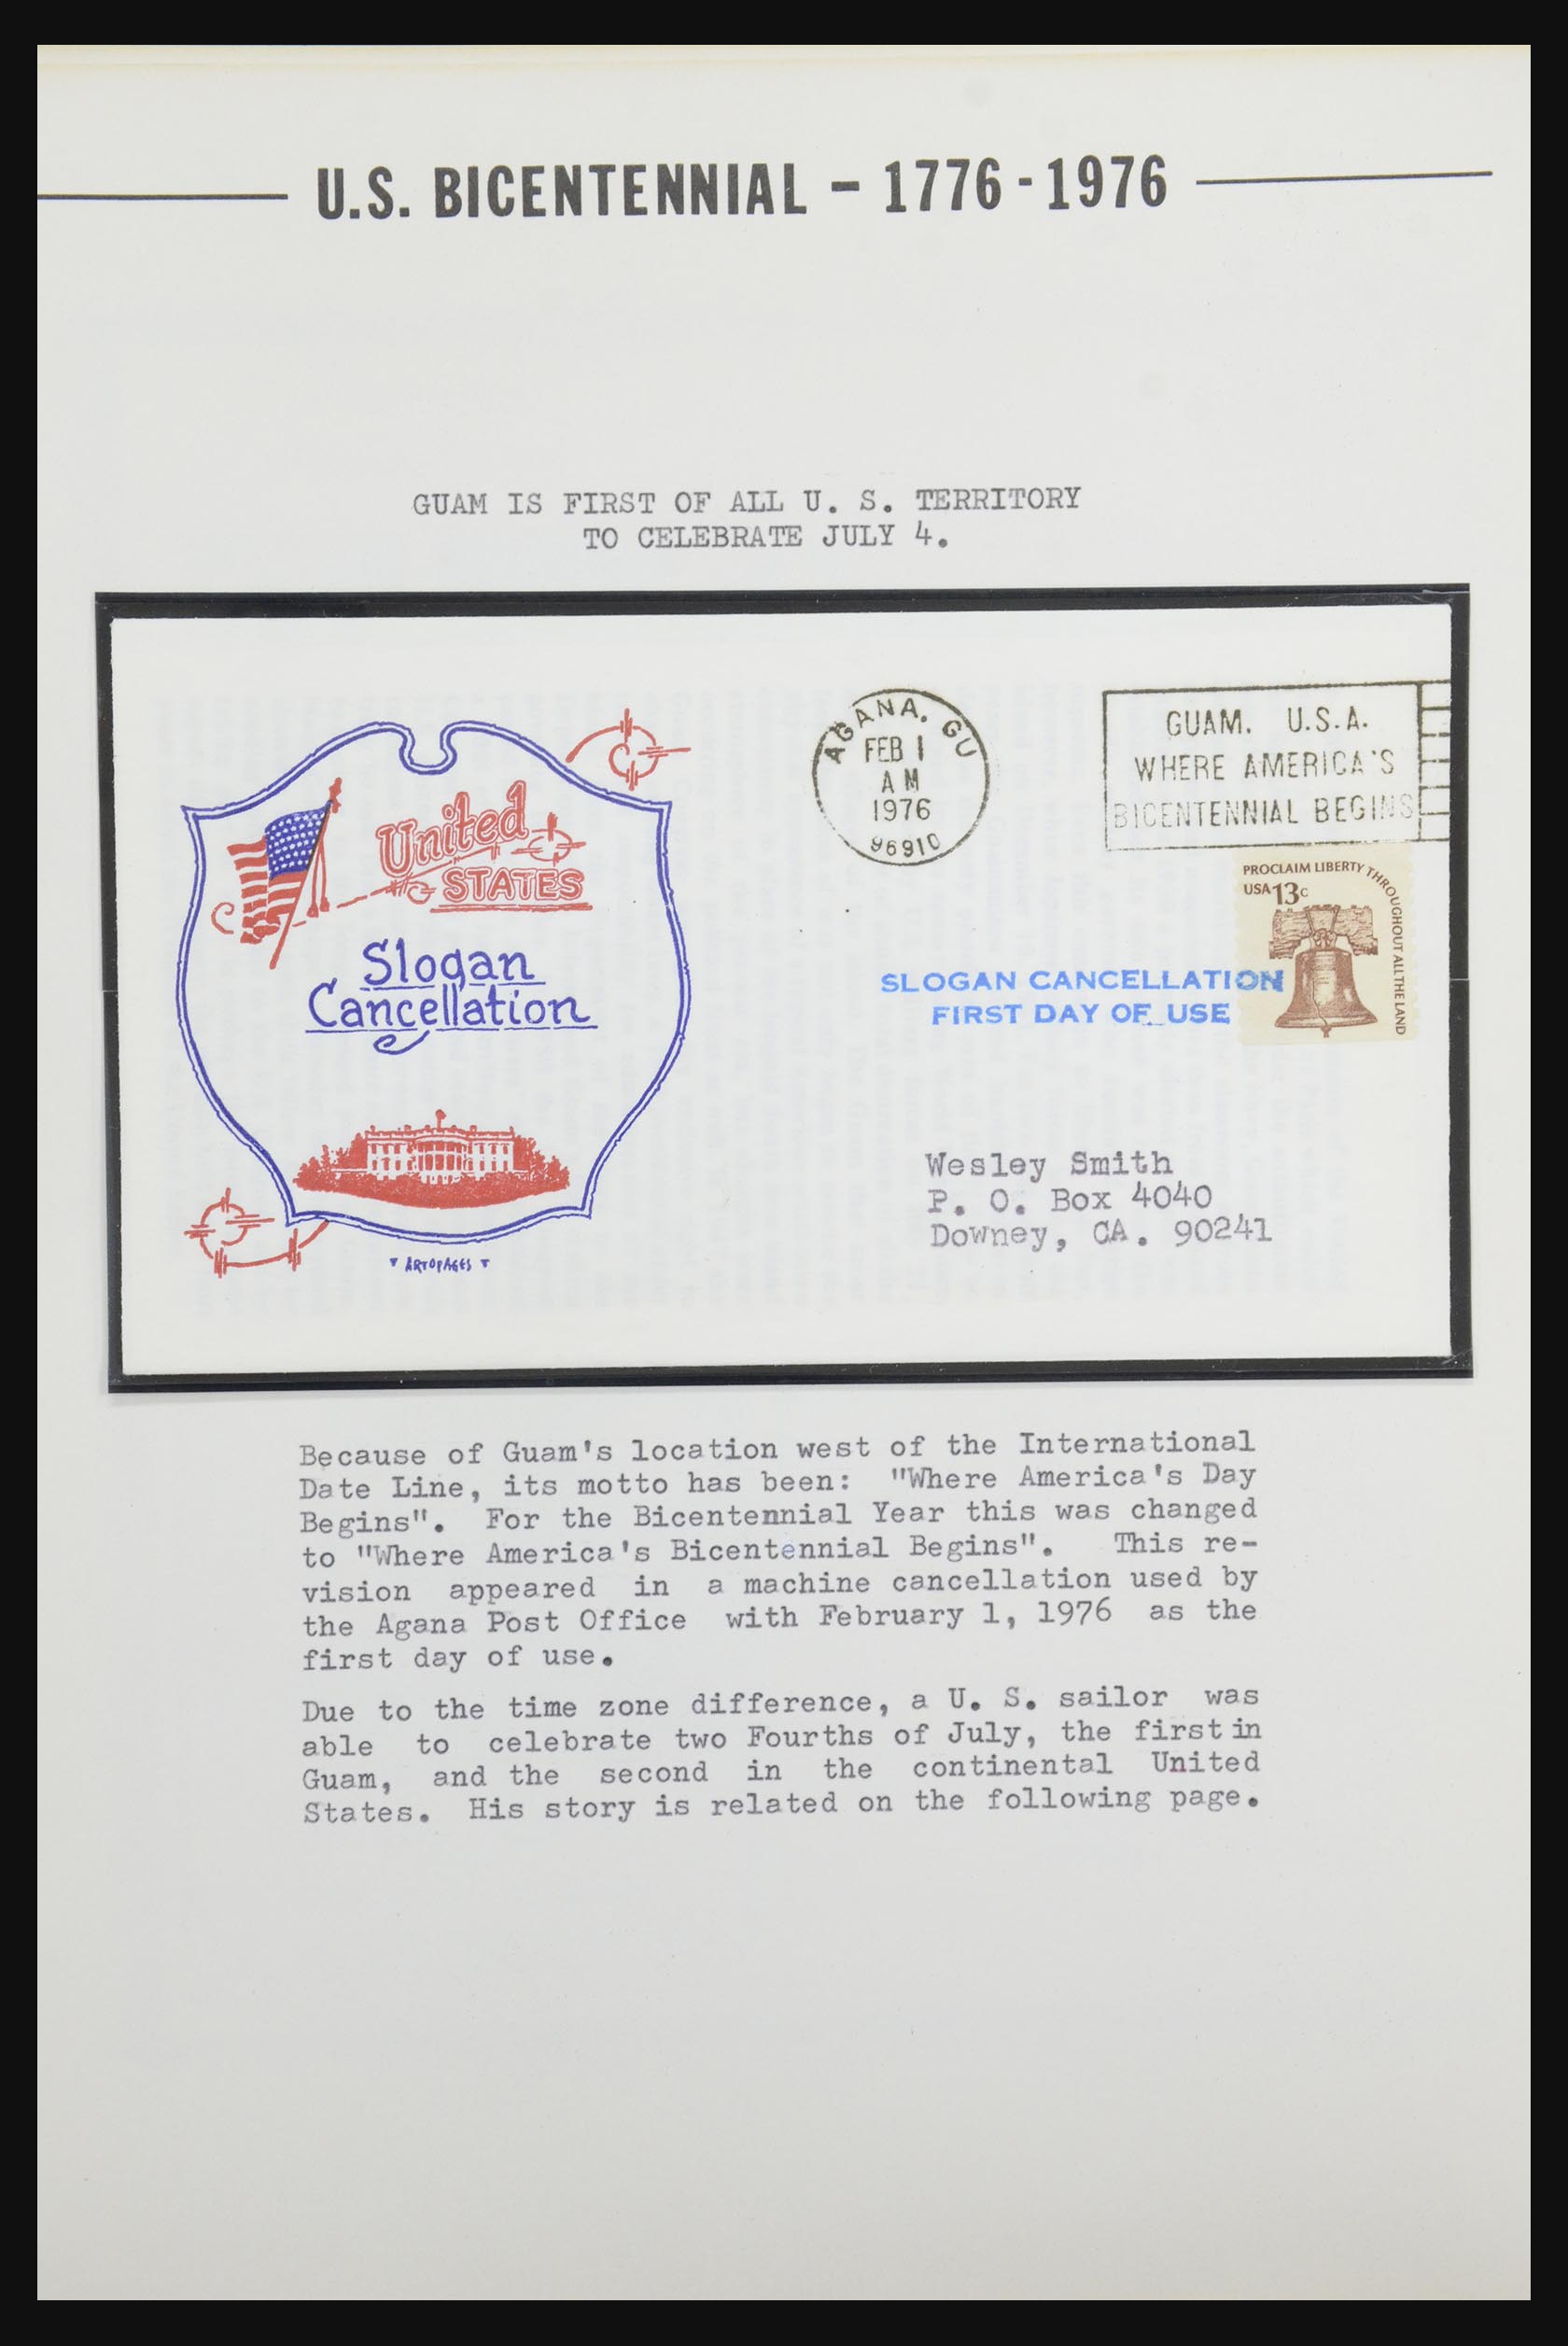 U.S. BICENTENNIAL – 1776-1976
GUAM IS FIRST OF ALL U. S. TERRITORY
TO CELEBRATE JULY 4.
United
STATES
Slogan
Cancellation
ARTOPAGES
AGANA, GU
FEB 1
AM
1976
96910
GUAM. U.S.A.
WHERE AMERICA'S
BICENTENNIAL BEGINS
PROCLAIM LIBERTY THROUGHOUT ALL THE LAND
USA 13c
SLOGAN CANCELLATION
FIRST DAY OF USE
Wesley Smith
P. O. Box 4040
Downey, CA. 90241
Because of Guam's location west of the International
Date Line, its motto has been: "Where America's Day
Begins". For the Bicentennial Year this was changed
to "Where America's Bicentennial Begins". This re-
vision appeared in a machine cancellation used by
the Agana Post Office with February 1, 1976 as the
first day of use.
Due to the time zone difference, a U. S. sailor was
able to celebrate two Fourths of July, the first in
Guam, and the second in the continental United
States. His story is related on the following page.